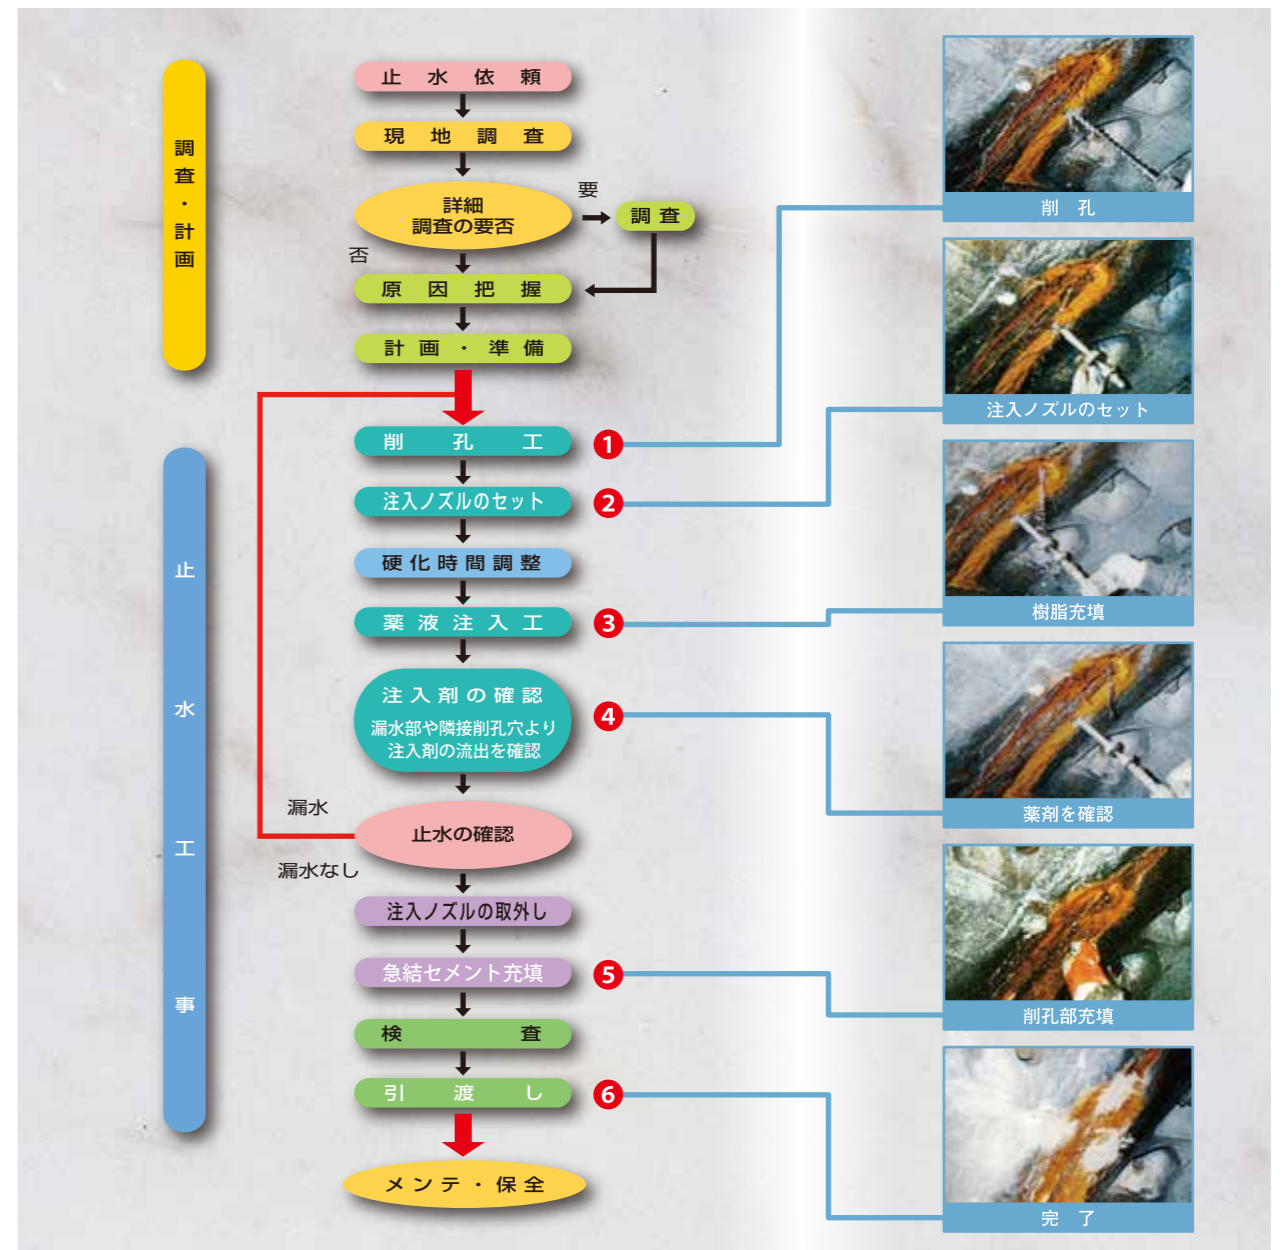 調査・計画
止水依頼
現地調査
詳細
調査の要否
要
調査
否
原因把握
計画・準備
止水工事
削孔工
1
注入ノズルのセット
2
硬化時間調整
薬液注入工
3
注入剤の確認
漏水部や隣接削孔穴より
注入剤の流出を確認
4
漏水
止水の確認
漏水なし
注入ノズルの取外し
急結セメント充填
5
検査
引渡し
6
メンテ・保全
削孔
注入ノズルのセット
樹脂充填
薬剤を確認
削孔部充填
完了